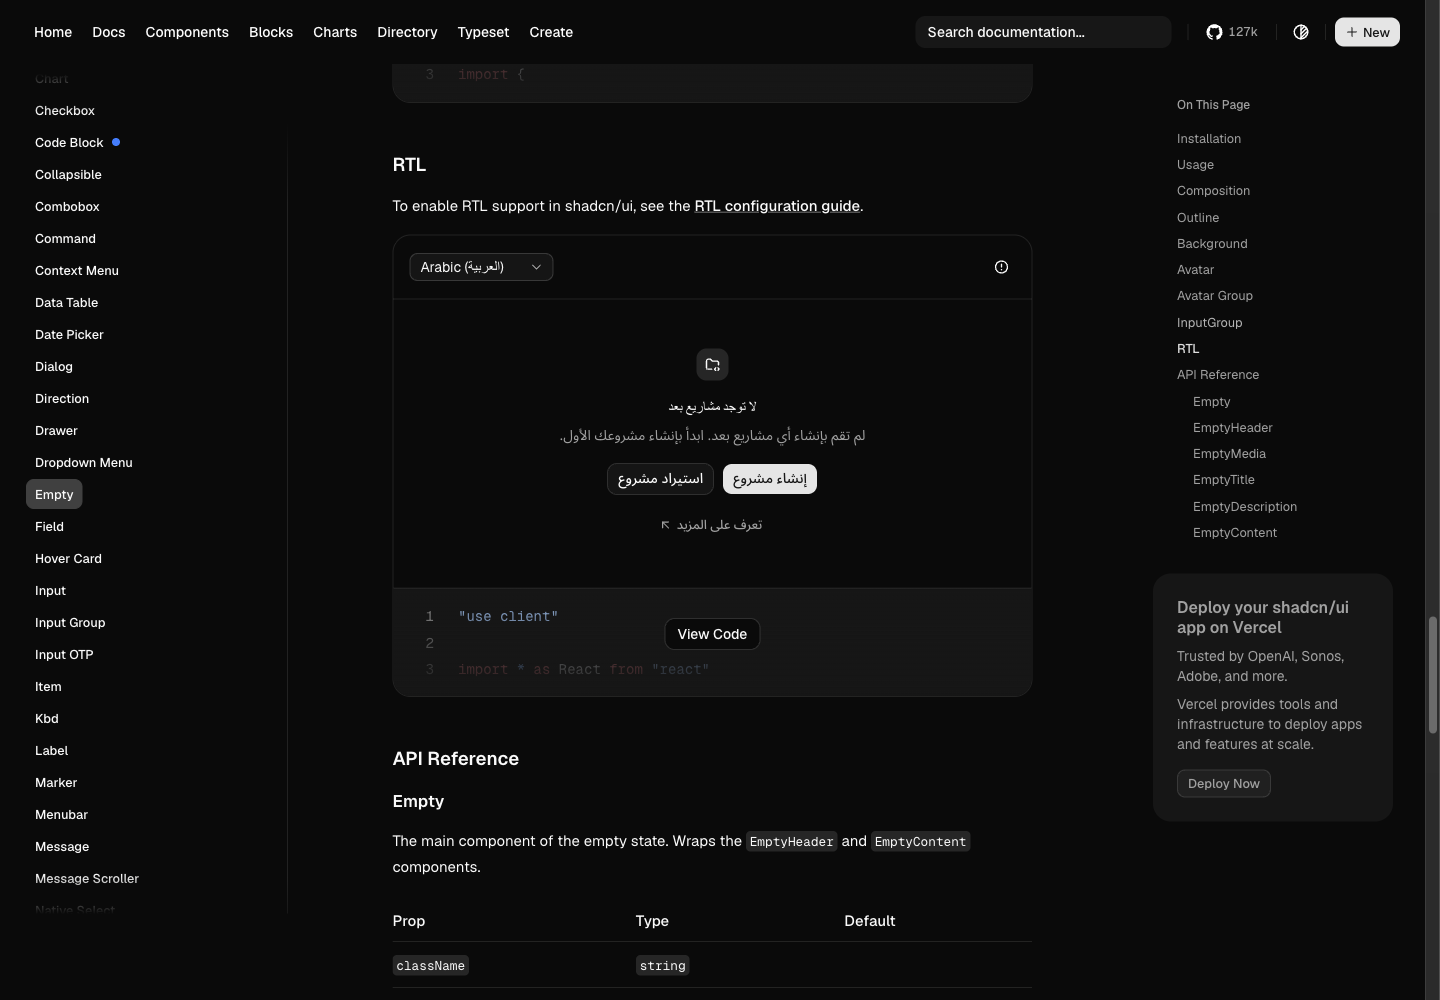 Home Docs Components Blocks Charts Directory Typeset Create
Search documentation...
127k
New
Chart
Checkbox
Code Block
Collapsible
Combobox
Command
Context Menu
Data Table
Date Picker
Dialog
Direction
Drawer
Dropdown Menu
Empty
Field
Hover Card
Input
Input Group
Input OTP
Item
Kbd
Label
Marker
Menubar
Message
Message Scroller
Native Select
3 import {
RTL
To enable RTL support in shadcn/ui, see the RTL configuration guide.
Arabic (العربية)
لا توجد مشاريع بعد
لم تقم بإنشاء أي مشاريع بعد. ابدأ بإنشاء مشروعك الأول.
إنشاء مشروع
استيراد مشروع
تعرف على المزيد
1 "use client"
2
3 import * as React from "react"
View Code
API Reference
Empty
The main component of the empty state. Wraps the EmptyHeader and EmptyContent
components.
Prop Type Default
className string
On This Page
Installation
Usage
Composition
Outline
Background
Avatar
Avatar Group
InputGroup
RTL
API Reference
Empty
EmptyHeader
EmptyMedia
EmptyTitle
EmptyDescription
EmptyContent
Deploy your shadcn/ui
app on Vercel
Trusted by OpenAI, Sonos,
Adobe, and more.
Vercel provides tools and
infrastructure to deploy apps
and features at scale.
Deploy Now